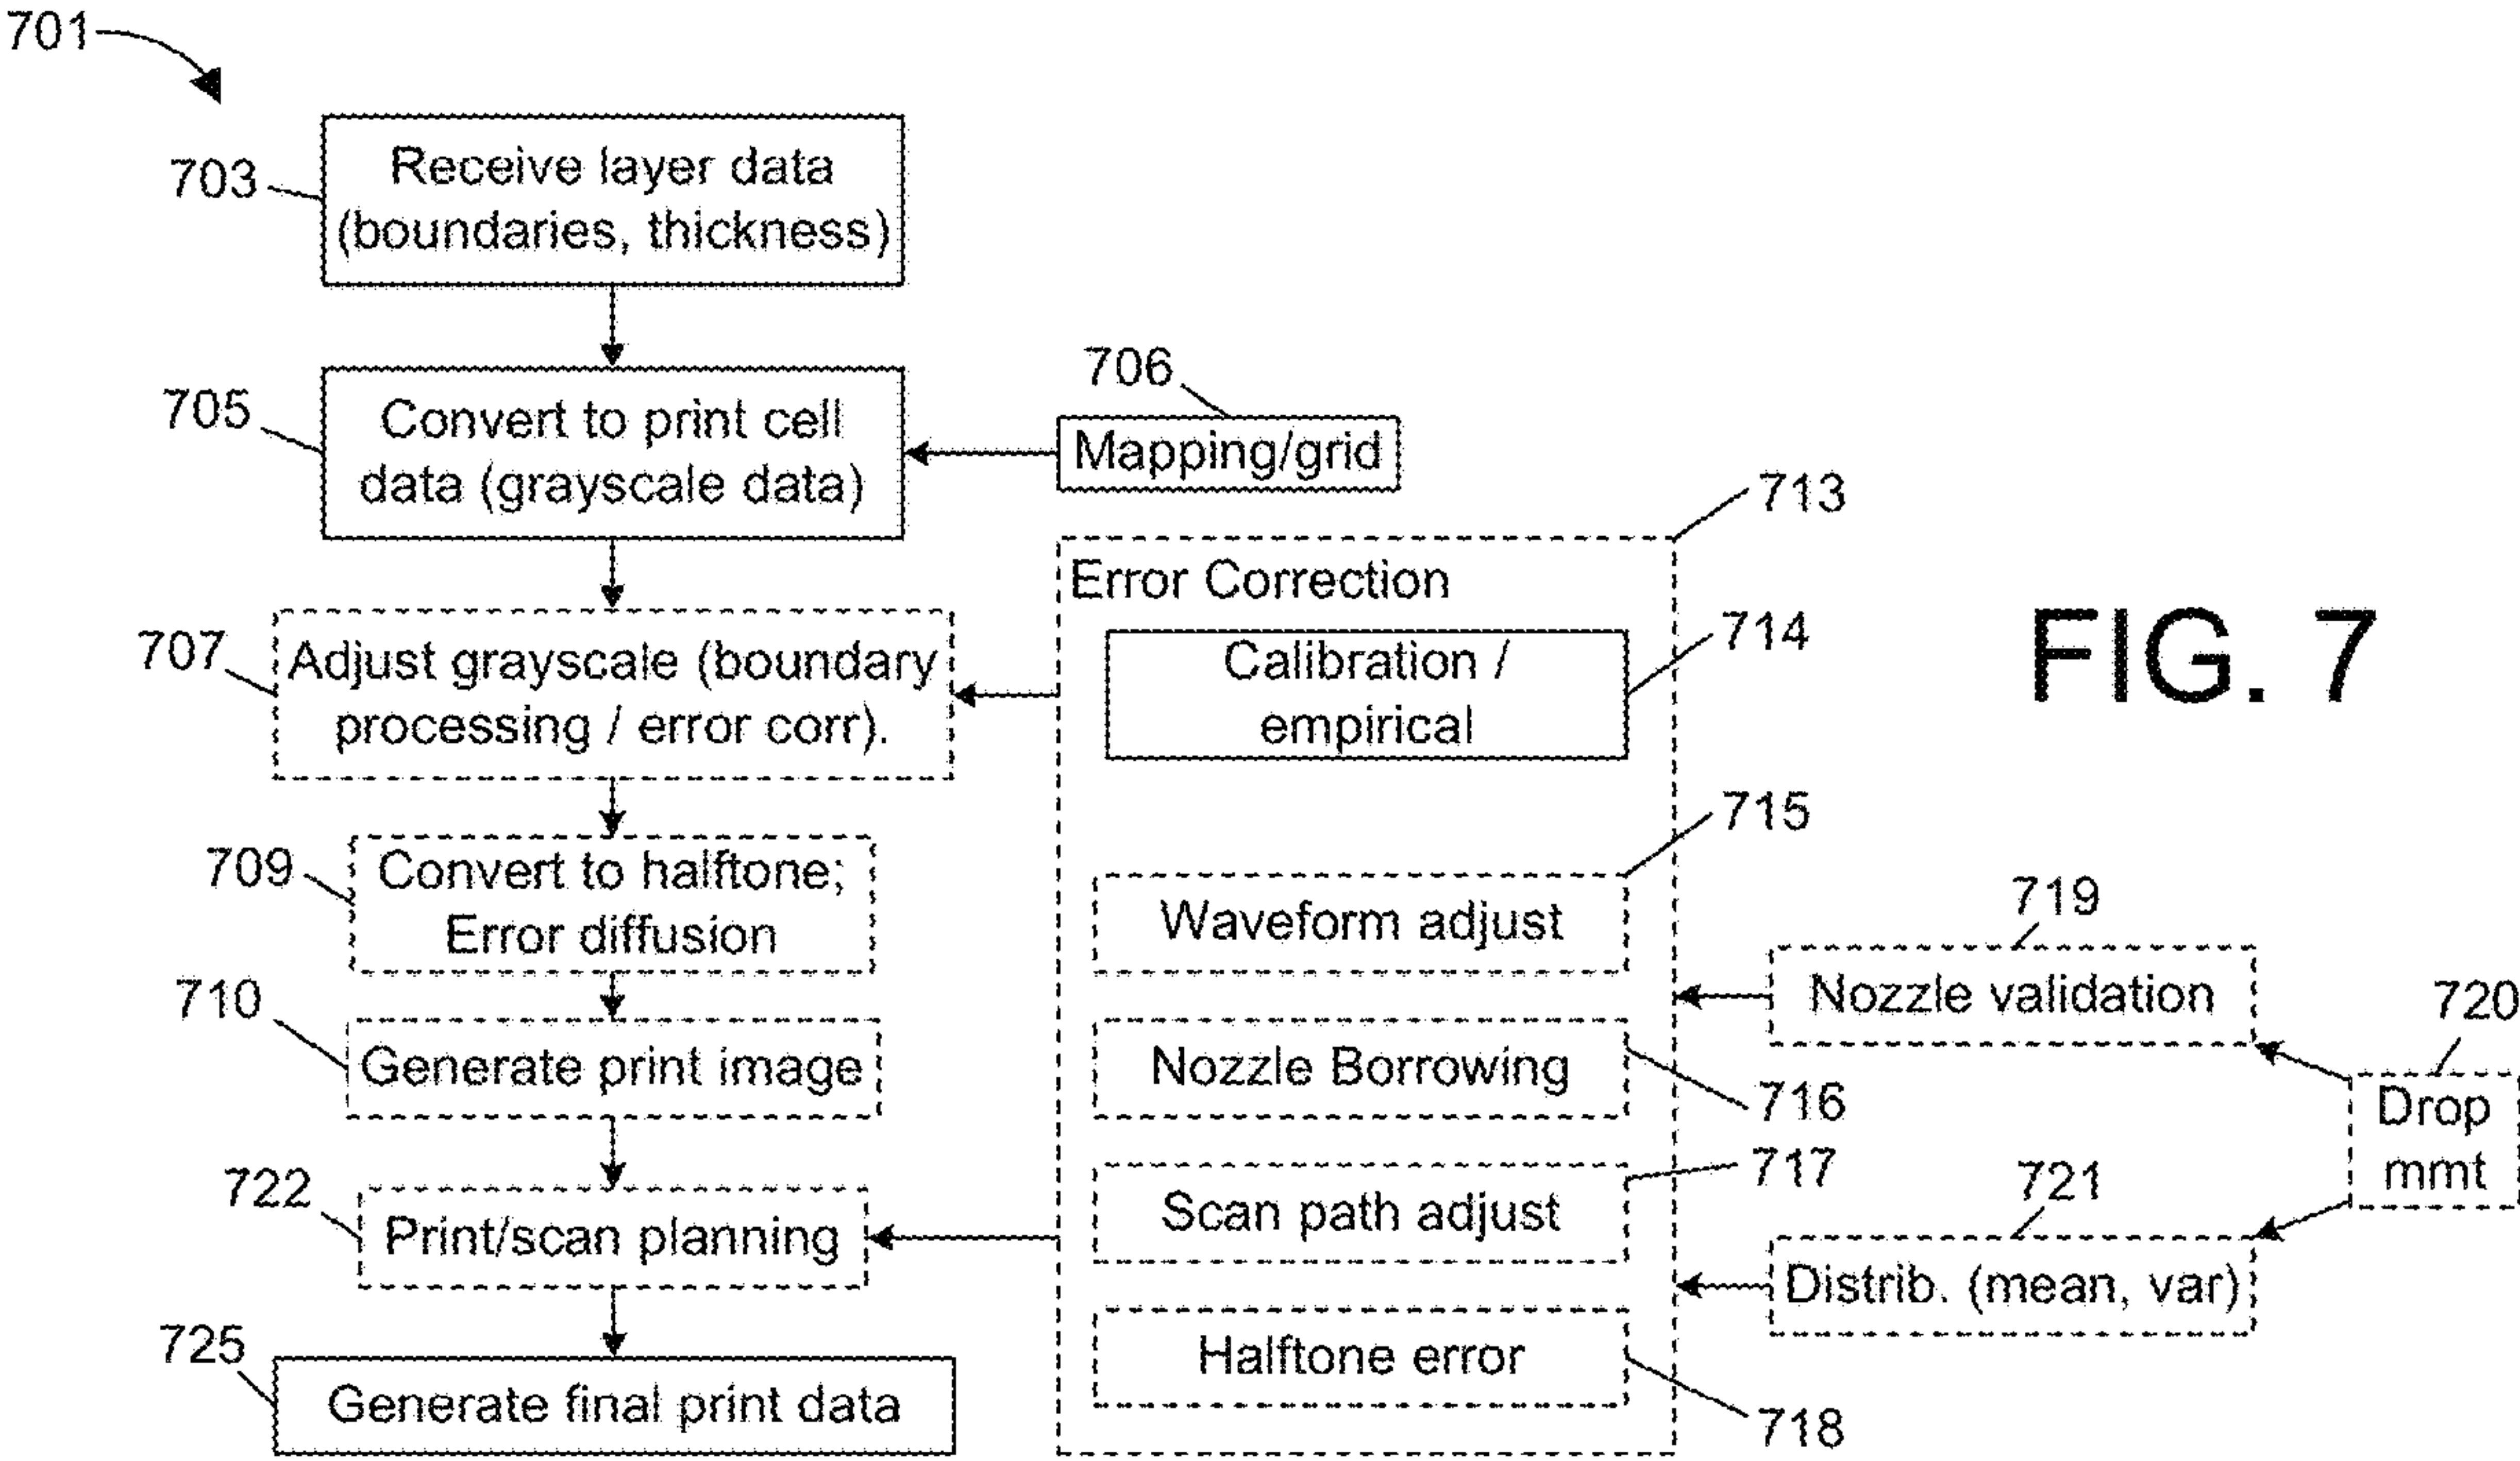 701
703
Receive layer data
(boundaries, thickness)
705
Convert to print cell
data (grayscale data)
706
Mapping/grid
707
Adjust grayscale (boundary
processing / error corr).
709
Convert to halftone;
Error diffusion
710
Generate print image
722
Print/scan planning
725
Generate final print data
713
Error Correction
714
Calibration /
empirical
715
Waveform adjust
716
Nozzle Borrowing
717
Scan path adjust
718
Halftone error
719
Nozzle validation
720
Drop
mmt
721
Distrib. (mean, var)
FIG. 7